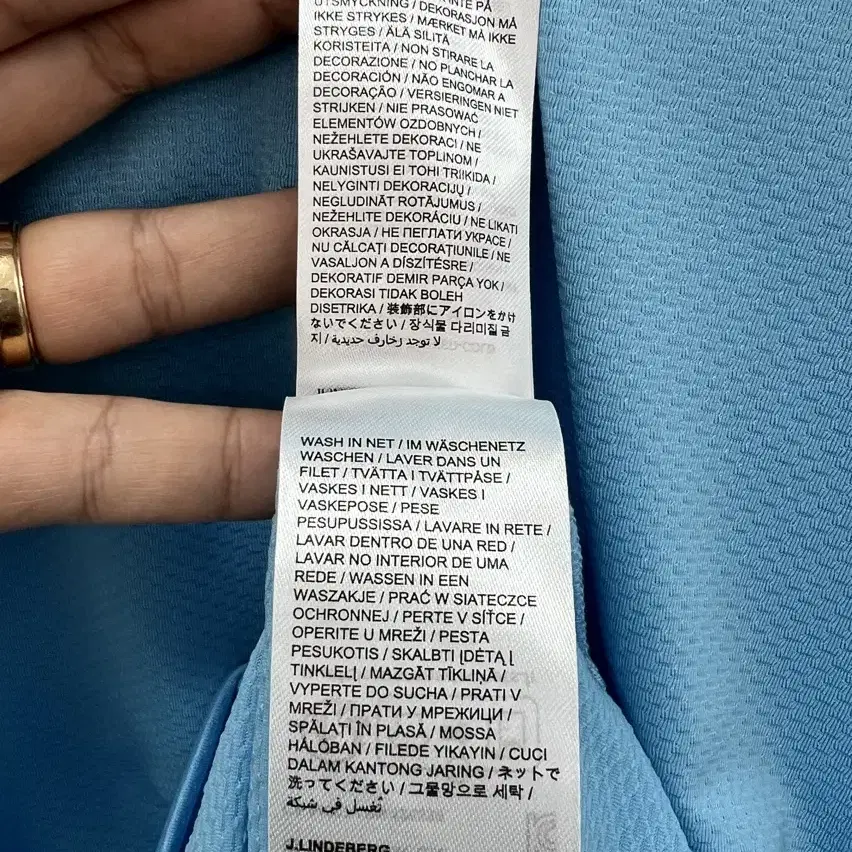 UTSMYCKNING / DEKORASJON MÅ
IKKE STRYKES / MÆRKET MÅ IKKE
STRYGES / ÄLÄ SILITÄ
KORISTEITA / NON STIRARE LA
DECORAZIONE / NO PLANCHAR LA
DECORACIÓN / NÃO ENGOMAR A
DECORAÇÃO / VERSIERINGEN NIET
STRIJKEN / NIE PRASOWAĆ
ELEMENTÓW OZDOBNYCH /
NEŽEHLETE DEKORACI / NE
UKRAŠAVAJTE TOPLINOM /
KAUNISTUSI EI TOHI TRIIKIDA /
NELYGINTI DEKORACIJŲ /
NEGLUDINĀT ROTĀJUMUS /
NEŽEHLITE DEKORÁCIU / NE LIKATI
OKRASJA / НЕ ПЕГЛАТИ УКРАСЕ /
NU CĂLCAȚI DECORAȚIUNILE / NE
VASALJON A DÍSZÍTÉSRE /
DEKORATIF DEMIR PARÇA YOK /
DEKORASI TIDAK BOLEH
DISETRIKA / 装飾部にアイロンをかけ
ないでください / 장식물 다리미질 금
지 / لا توجد زخارف حديدية
WASH IN NET / IM WÄSCHENETZ
WASCHEN / LAVER DANS UN
FILET / TVÄTTA I TVÄTTPÅSE /
VASKES I NETT / VASKES I
VASKEPOSE / PESE
PESUPUSSISSA / LAVARE IN RETE /
LAVAR DENTRO DE UNA RED /
LAVAR NO INTERIOR DE UMA
REDE / WASSEN IN EEN
WASZAKJE / PRAĆ W SIATECZCE
OCHRONNEJ / PERTE V SÍŤCE /
OPERITE U MREŽI / PESTA
PESUKOTIS / SKALBTI ĮDĖTĄ Į
TINKLELĮ / MAZGĀT TĪKLIŅĀ /
VYPERTE DO SUCHA / PRATI V
MREŽI / ПРАТИ У МРЕЖИЦИ /
SPĂLAȚI ÎN PLASĂ / MOSSA
HÁLÓBAN / FILEDE YIKAYIN / CUCI
DALAM KANTONG JARING / ネットで
洗ってください / 그물망으로 세탁 /
تُغسل في شبكة
J.LINDEBERG